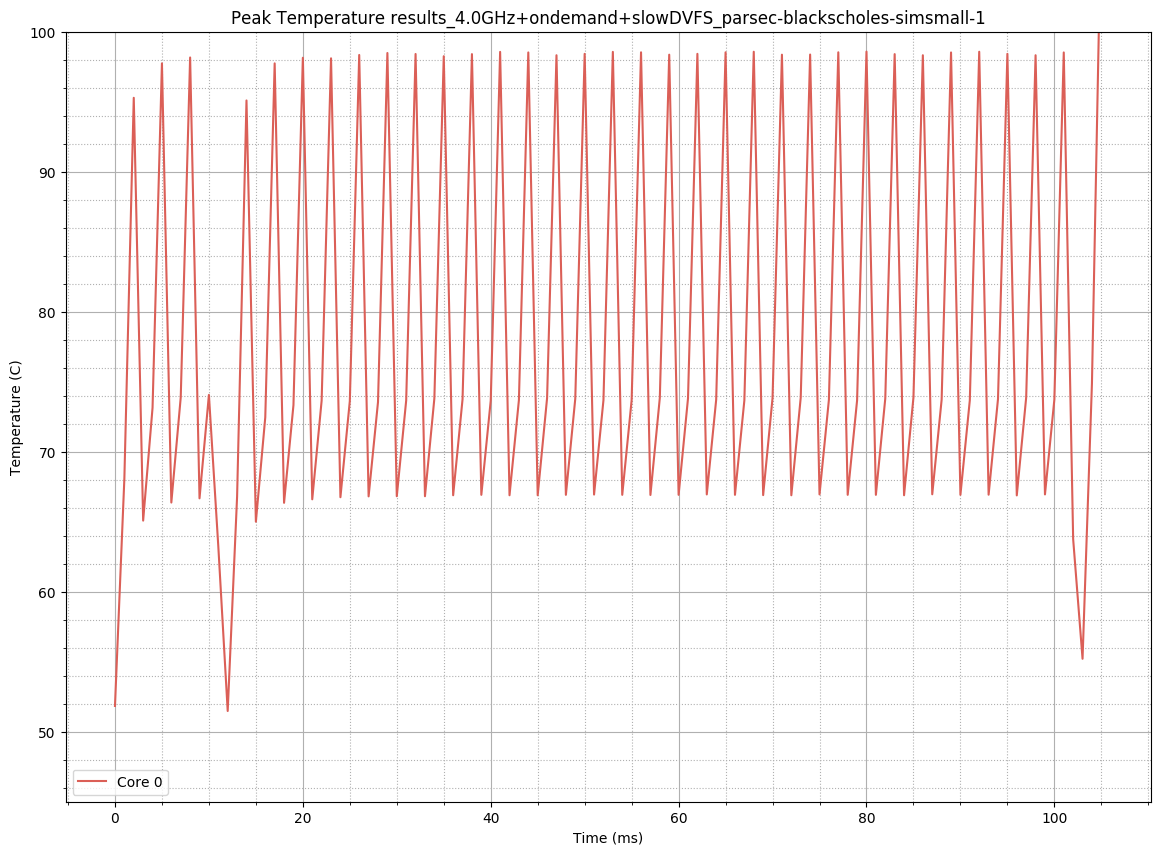 Peak Temperature results_4.0GHz+ondemand+slowDVFS_parsec-blackscholes-simsmall-1
100
90
80
70
60
50
Temperature (C)
Core 0
0 20 40 60 80 100
Time (ms)